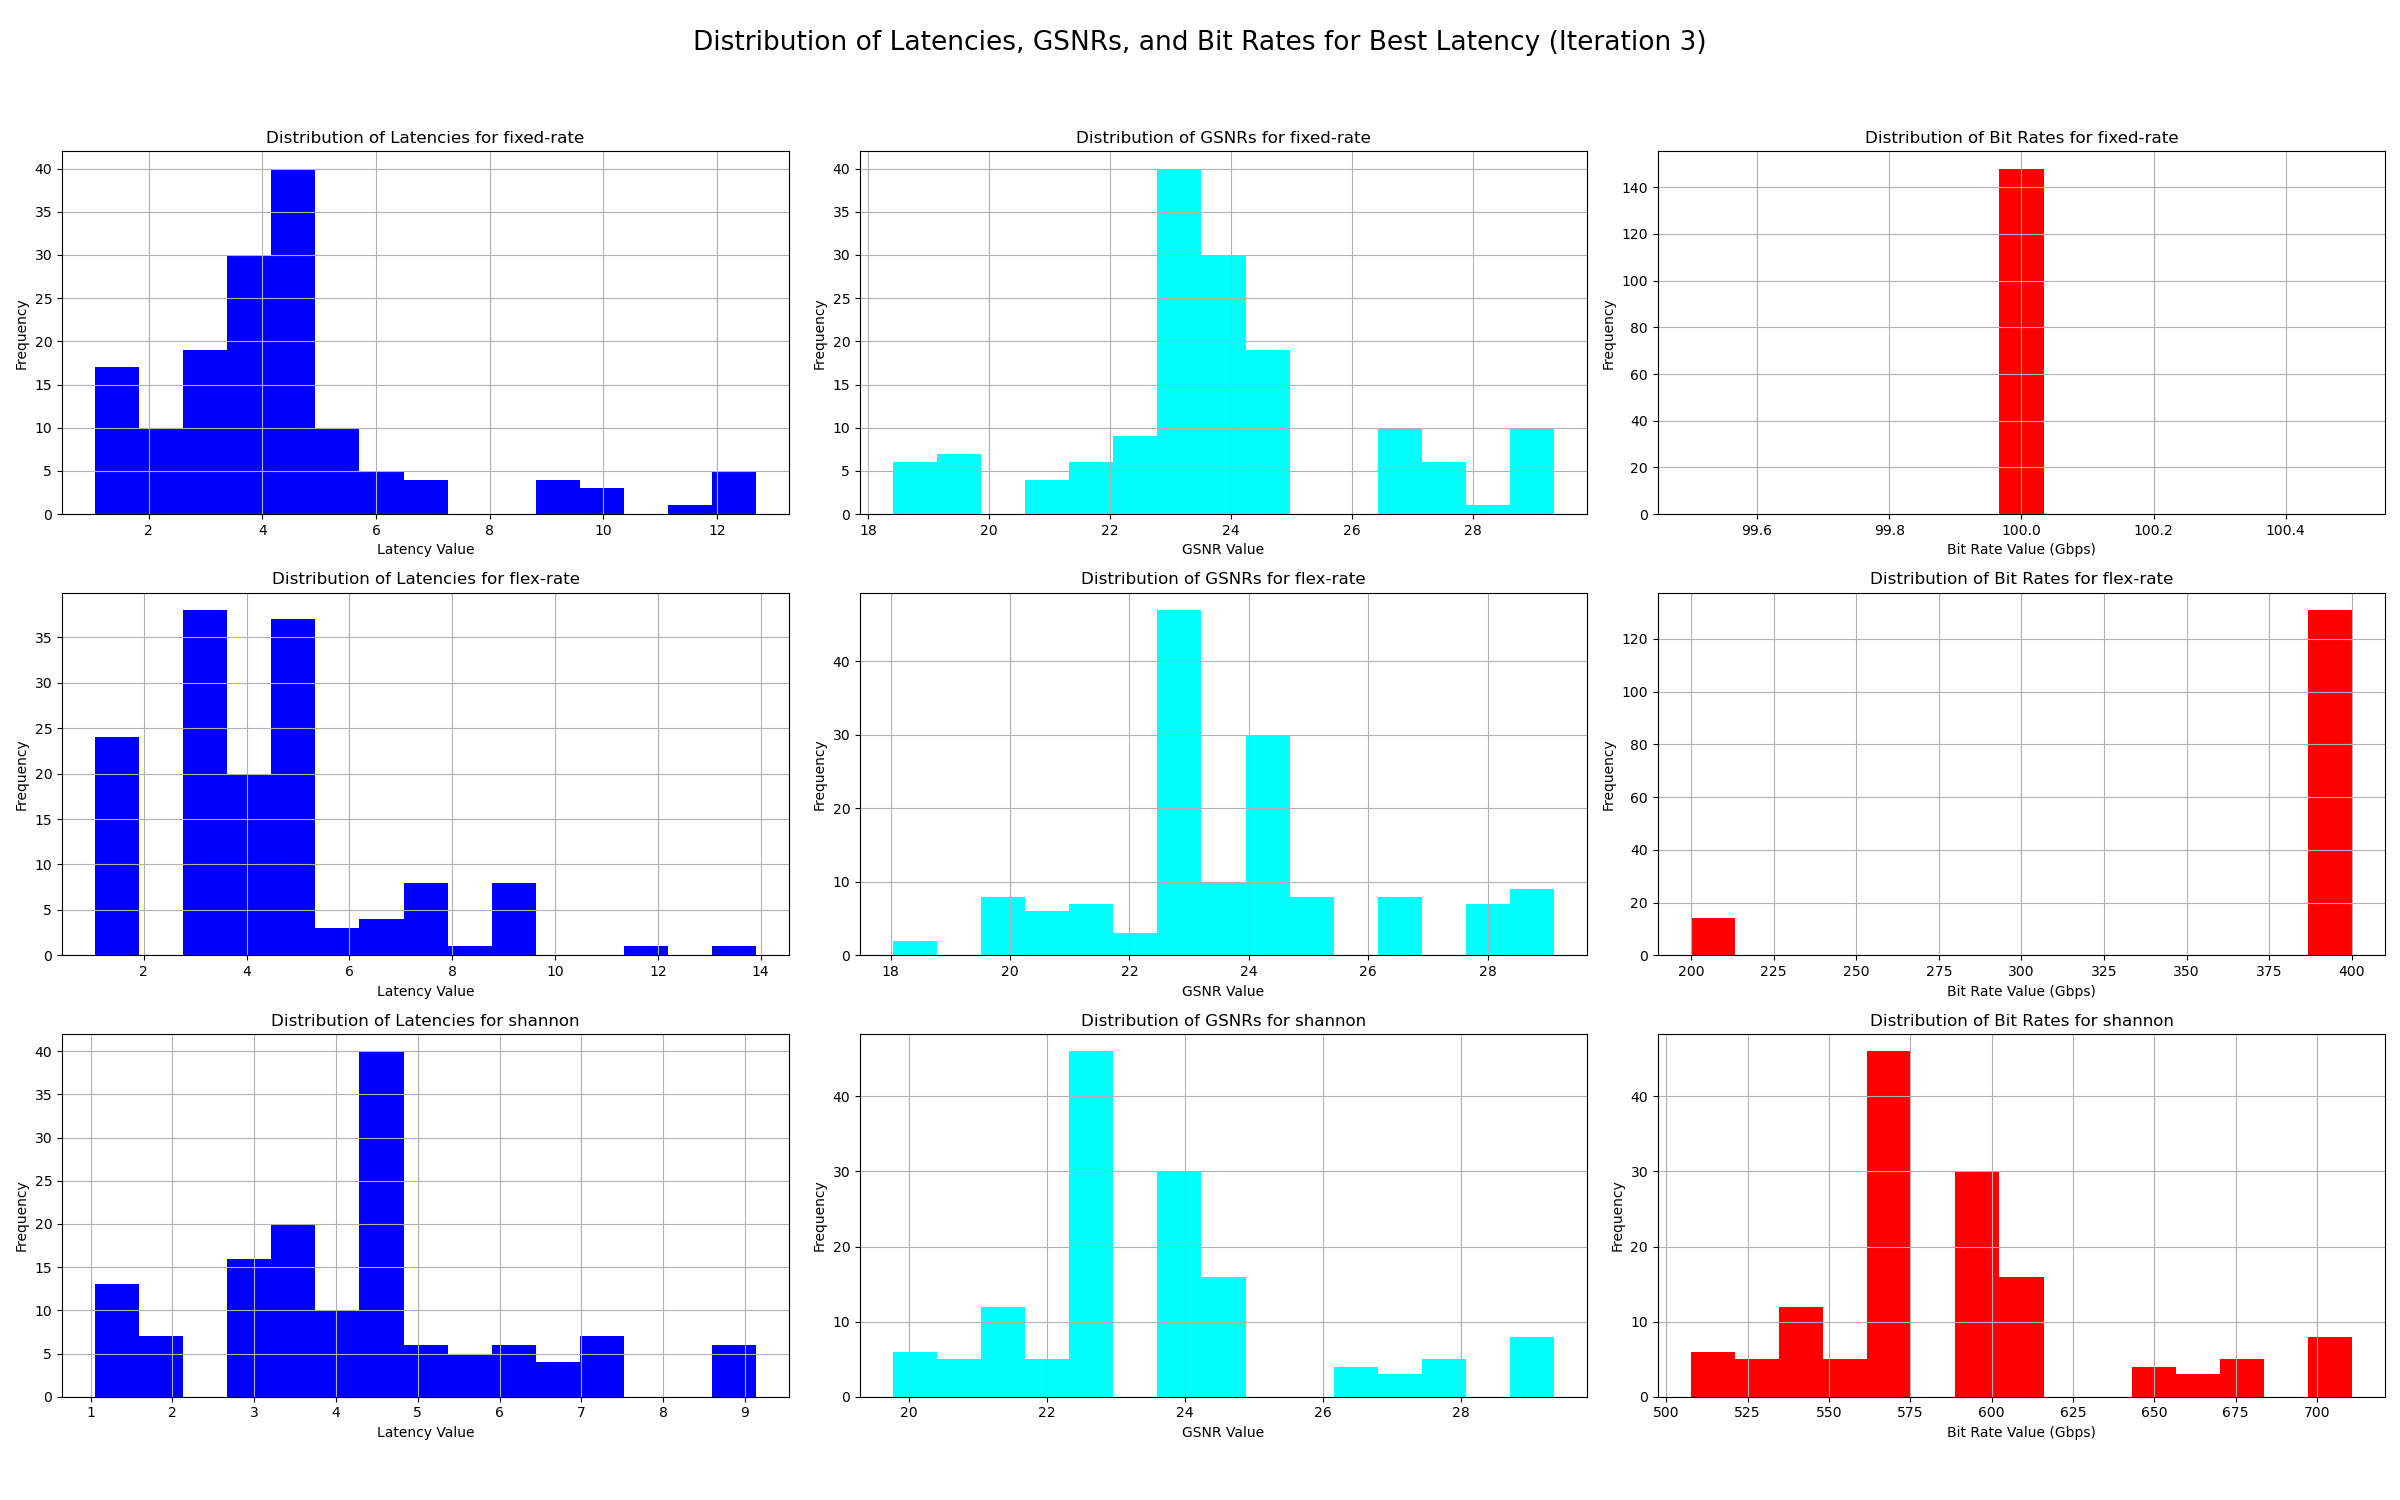 Distribution of Latencies, GSNRs, and Bit Rates for Best Latency (Iteration 3)
Distribution of Latencies for fixed-rate
Frequency
0 5 10 15 20 25 30 35 40
2 4 6 8 10 12
Latency Value
Distribution of GSNRs for fixed-rate
Frequency
0 5 10 15 20 25 30 35 40
18 20 22 24 26 28
GSNR Value
Distribution of Bit Rates for fixed-rate
Frequency
0 20 40 60 80 100 120 140
99.6 99.8 100.0 100.2 100.4
Bit Rate Value (Gbps)
Distribution of Latencies for flex-rate
Frequency
0 5 10 15 20 25 30 35
2 4 6 8 10 12 14
Latency Value
Distribution of GSNRs for flex-rate
Frequency
0 10 20 30 40
18 20 22 24 26 28
GSNR Value
Distribution of Bit Rates for flex-rate
Frequency
0 20 40 60 80 100 120
200 225 250 275 300 325 350 375 400
Bit Rate Value (Gbps)
Distribution of Latencies for shannon
Frequency
0 5 10 15 20 25 30 35 40
1 2 3 4 5 6 7 8 9
Latency Value
Distribution of GSNRs for shannon
Frequency
0 10 20 30 40
20 22 24 26 28
GSNR Value
Distribution of Bit Rates for shannon
Frequency
0 10 20 30 40
500 525 550 575 600 625 650 675 700
Bit Rate Value (Gbps)